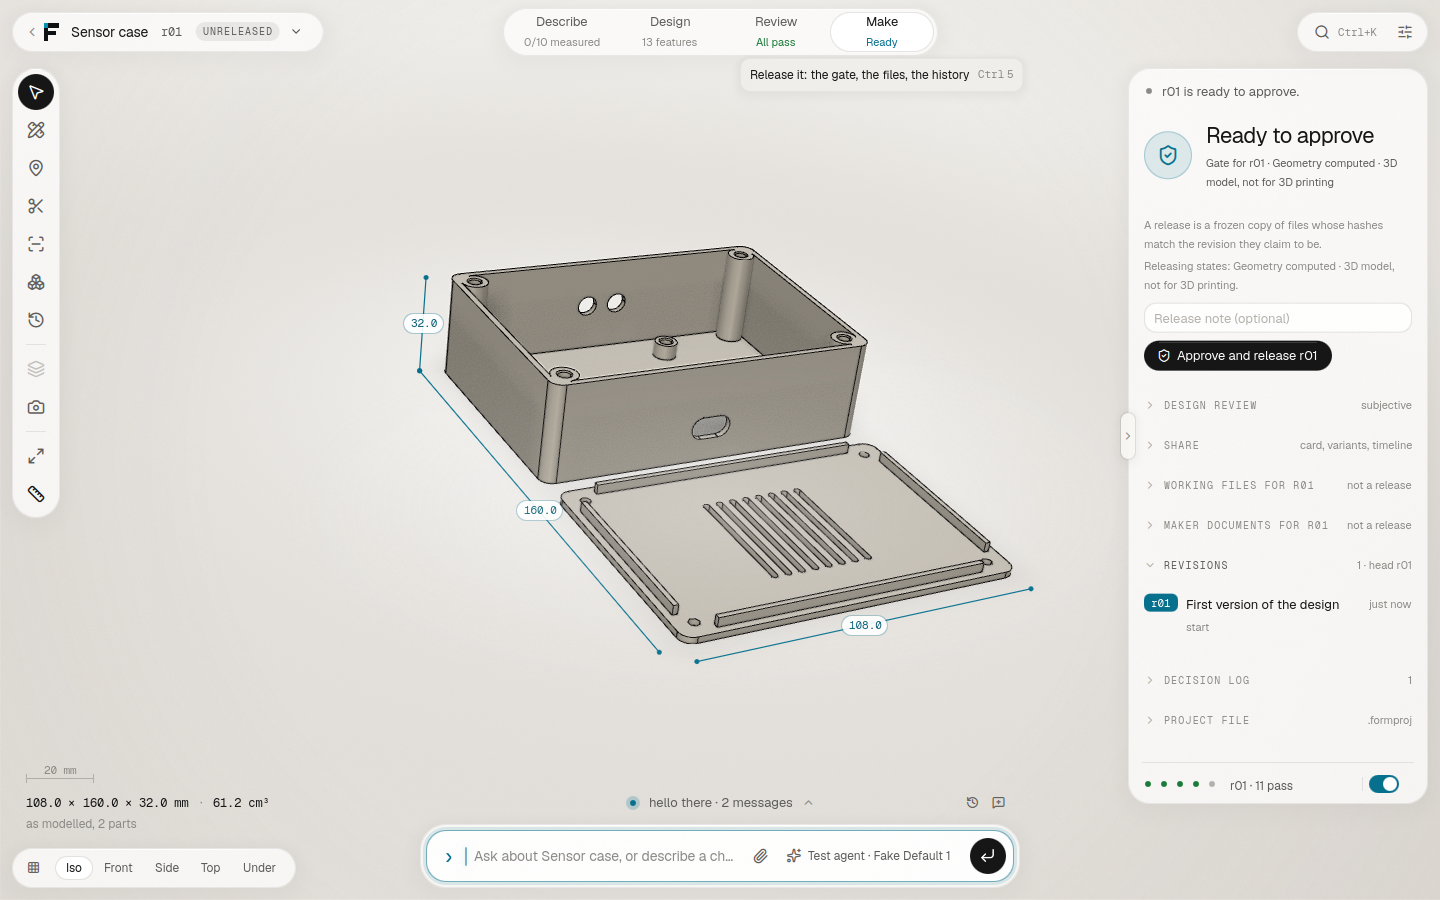 Sensor case r01 UNRELEASED
Describe
0/10 measured
Design
13 features
Review
All pass
Make
Ready
Ctrl+K
Release it: the gate, the files, the history Ctrl 5
r01 is ready to approve.
Ready to approve
Gate for r01 · Geometry computed · 3D
model, not for 3D printing
A release is a frozen copy of files whose hashes
match the revision they claim to be.
Releasing states: Geometry computed · 3D model,
not for 3D printing.
Release note (optional)
Approve and release r01
DESIGN REVIEW subjective
SHARE card, variants, timeline
WORKING FILES FOR R01 not a release
MAKER DOCUMENTS FOR R01 not a release
REVISIONS 1 · head r01
r01 First version of the design just now
start
DECISION LOG 1
PROJECT FILE .formproj
r01 · 11 pass
32.0
160.0
108.0
20 mm
108.0 × 160.0 × 32.0 mm · 61.2 cm³
as modelled, 2 parts
Iso Front Side Top Under
hello there · 2 messages
Ask about Sensor case, or describe a ch…
Test agent · Fake Default 1